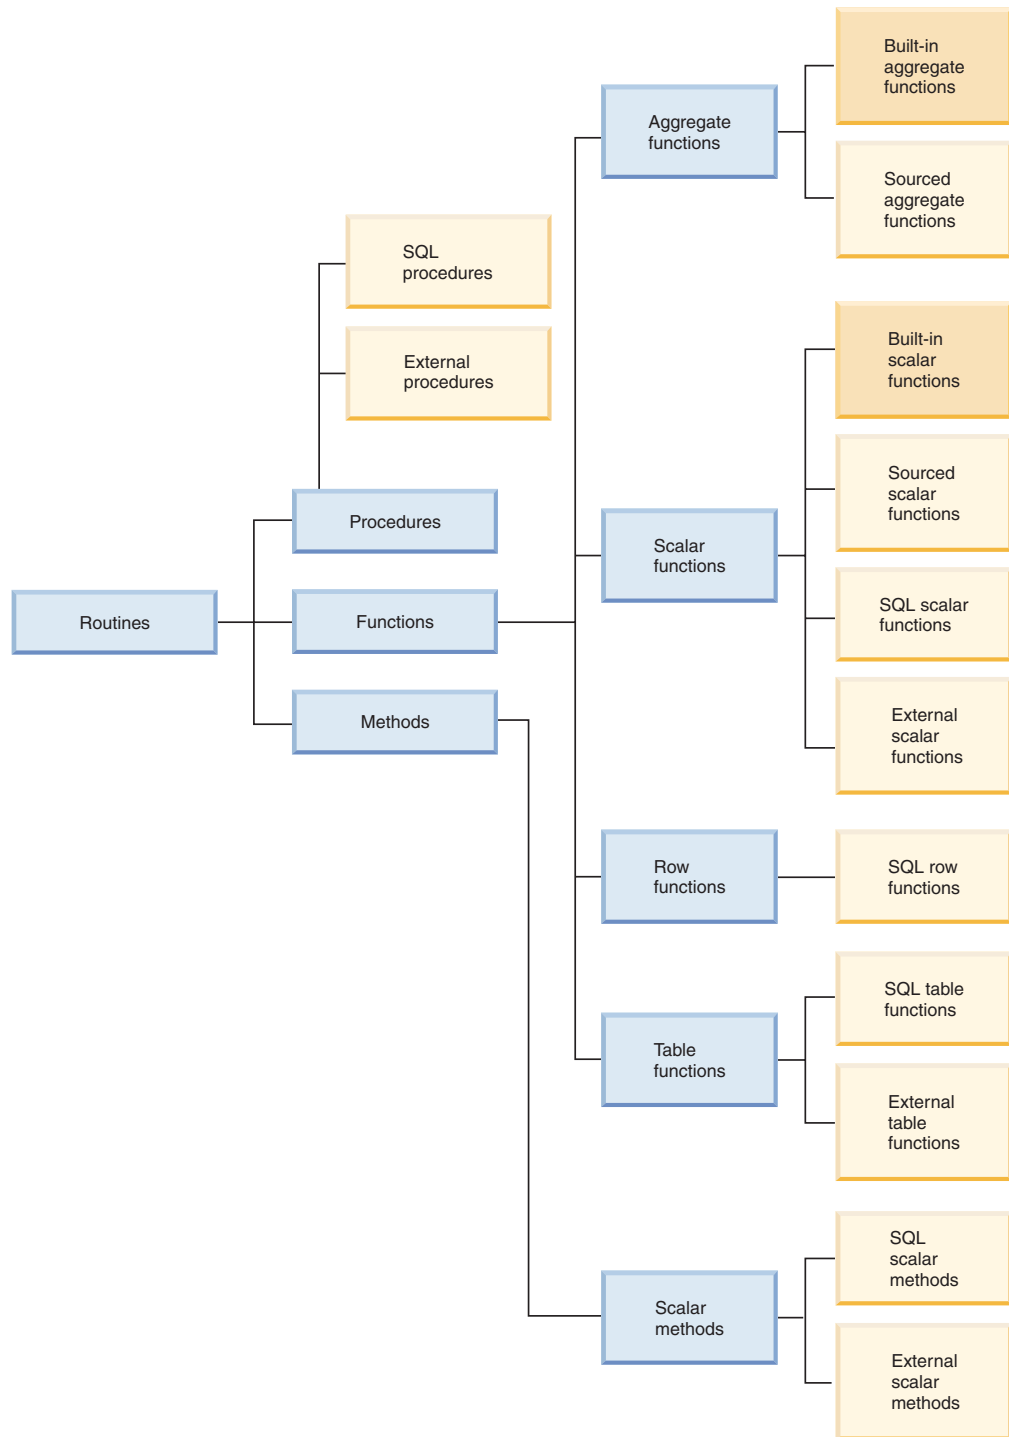 Built-in
aggregate
functions
Aggregate
functions
Sourced
aggregate
functions
SQL
procedures
External
procedures
Built-in
scalar
functions
Sourced
scalar
functions
Procedures
Scalar
functions
SQL scalar
functions
Routines
Functions
Methods
External
scalar
functions
Row
functions
SQL row
functions
SQL table
functions
Table
functions
External
table
functions
SQL
scalar
methods
Scalar
methods
External
scalar
methods